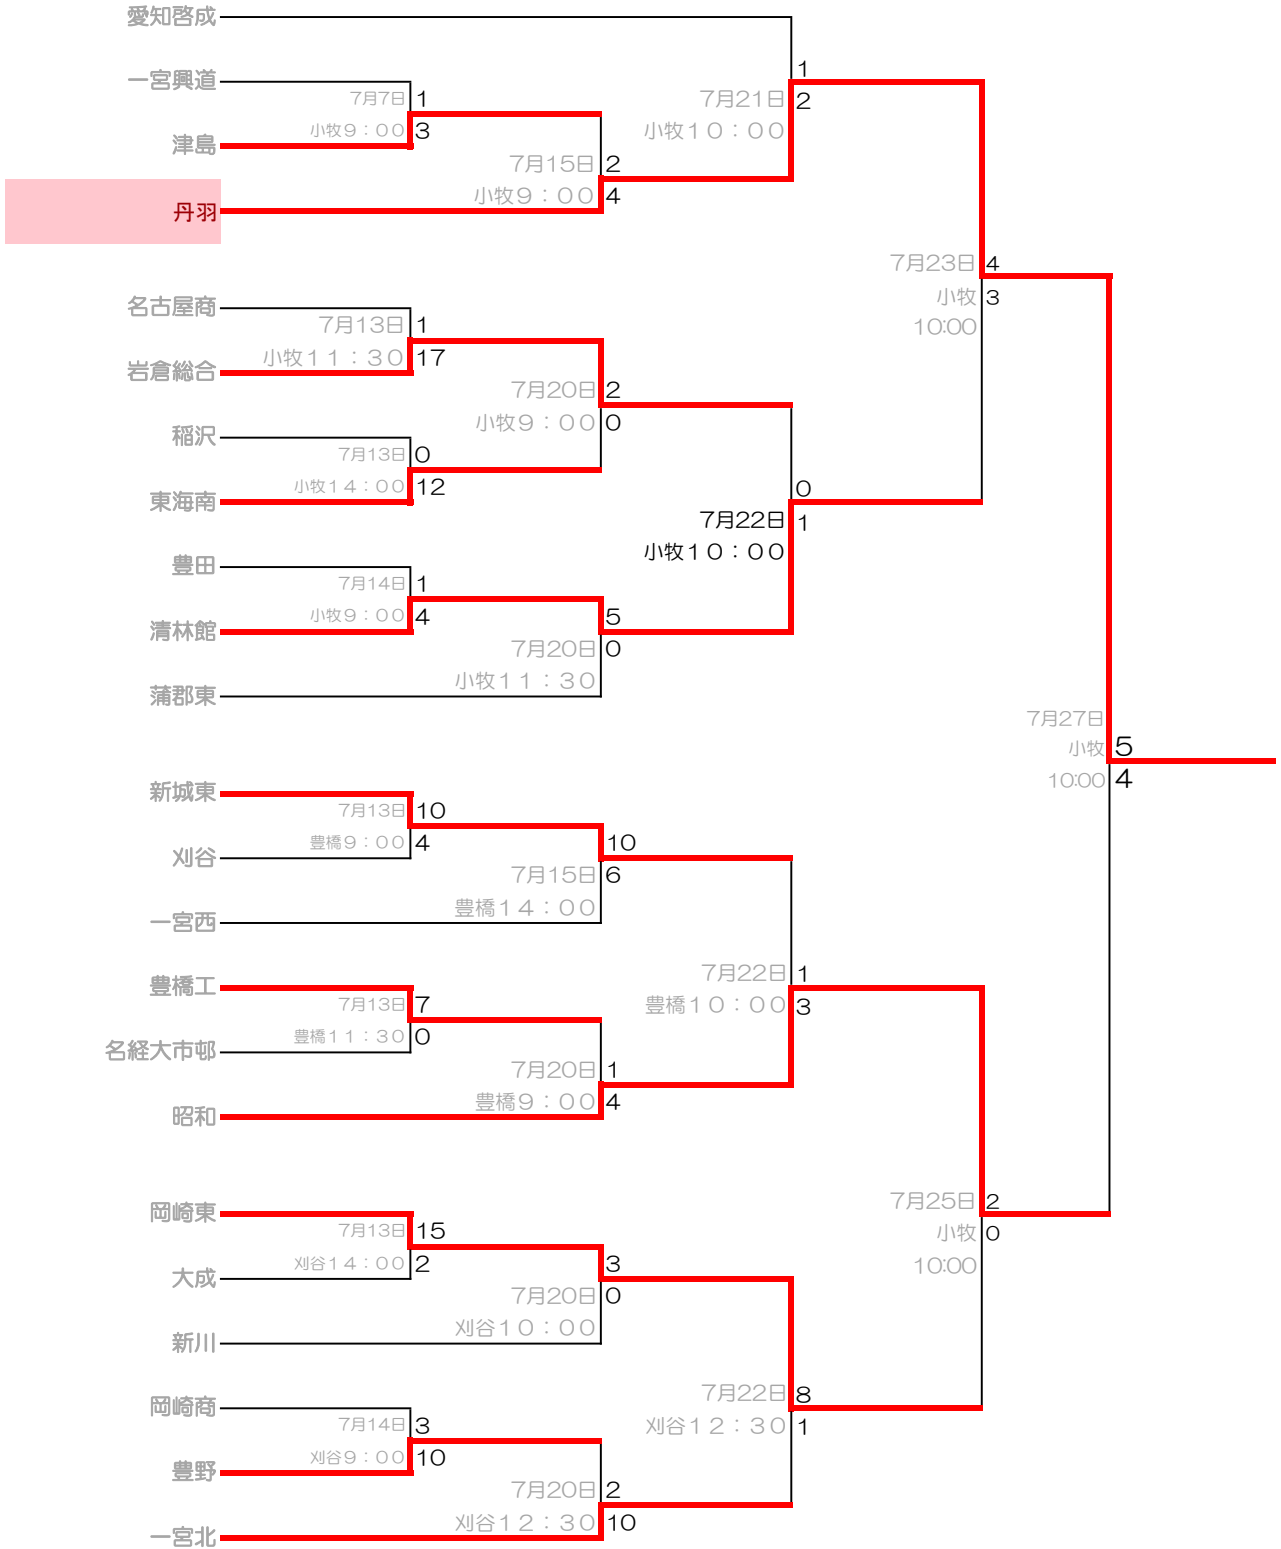 愛知啓成
1
一宮興道
7月7日 1
7月21日 2
小牧9：00 3
小牧10：00
津島
7月15日 2
小牧9：00 4
丹羽
7月23日 4
小牧 3
10:00
名古屋商
7月13日 1
小牧11：30 17
岩倉総合
7月20日 2
小牧9：00 0
稲沢
7月13日 0
小牧14：00 12
0
東海南
7月22日 1
小牧10：00
豊田
7月14日 1
小牧9：00 4
5
清林館
7月20日 0
小牧11：30
蒲郡東
7月27日
小牧 5
10:00 4
新城東
7月13日 10
豊橋9：00 4
10
刈谷
7月15日 6
豊橋14：00
一宮西
7月22日 1
豊橋10：00 3
豊橋工
7月13日 7
豊橋11：30 0
名経大市邨
7月20日 1
豊橋9：00 4
昭和
7月25日 2
小牧 0
10:00
岡崎東
7月13日 15
刈谷14：00 2
3
大成
7月20日 0
刈谷10：00
新川
7月22日 8
刈谷12：30 1
岡崎商
7月14日 3
刈谷9：00 10
豊野
7月20日 2
刈谷12：30 10
一宮北